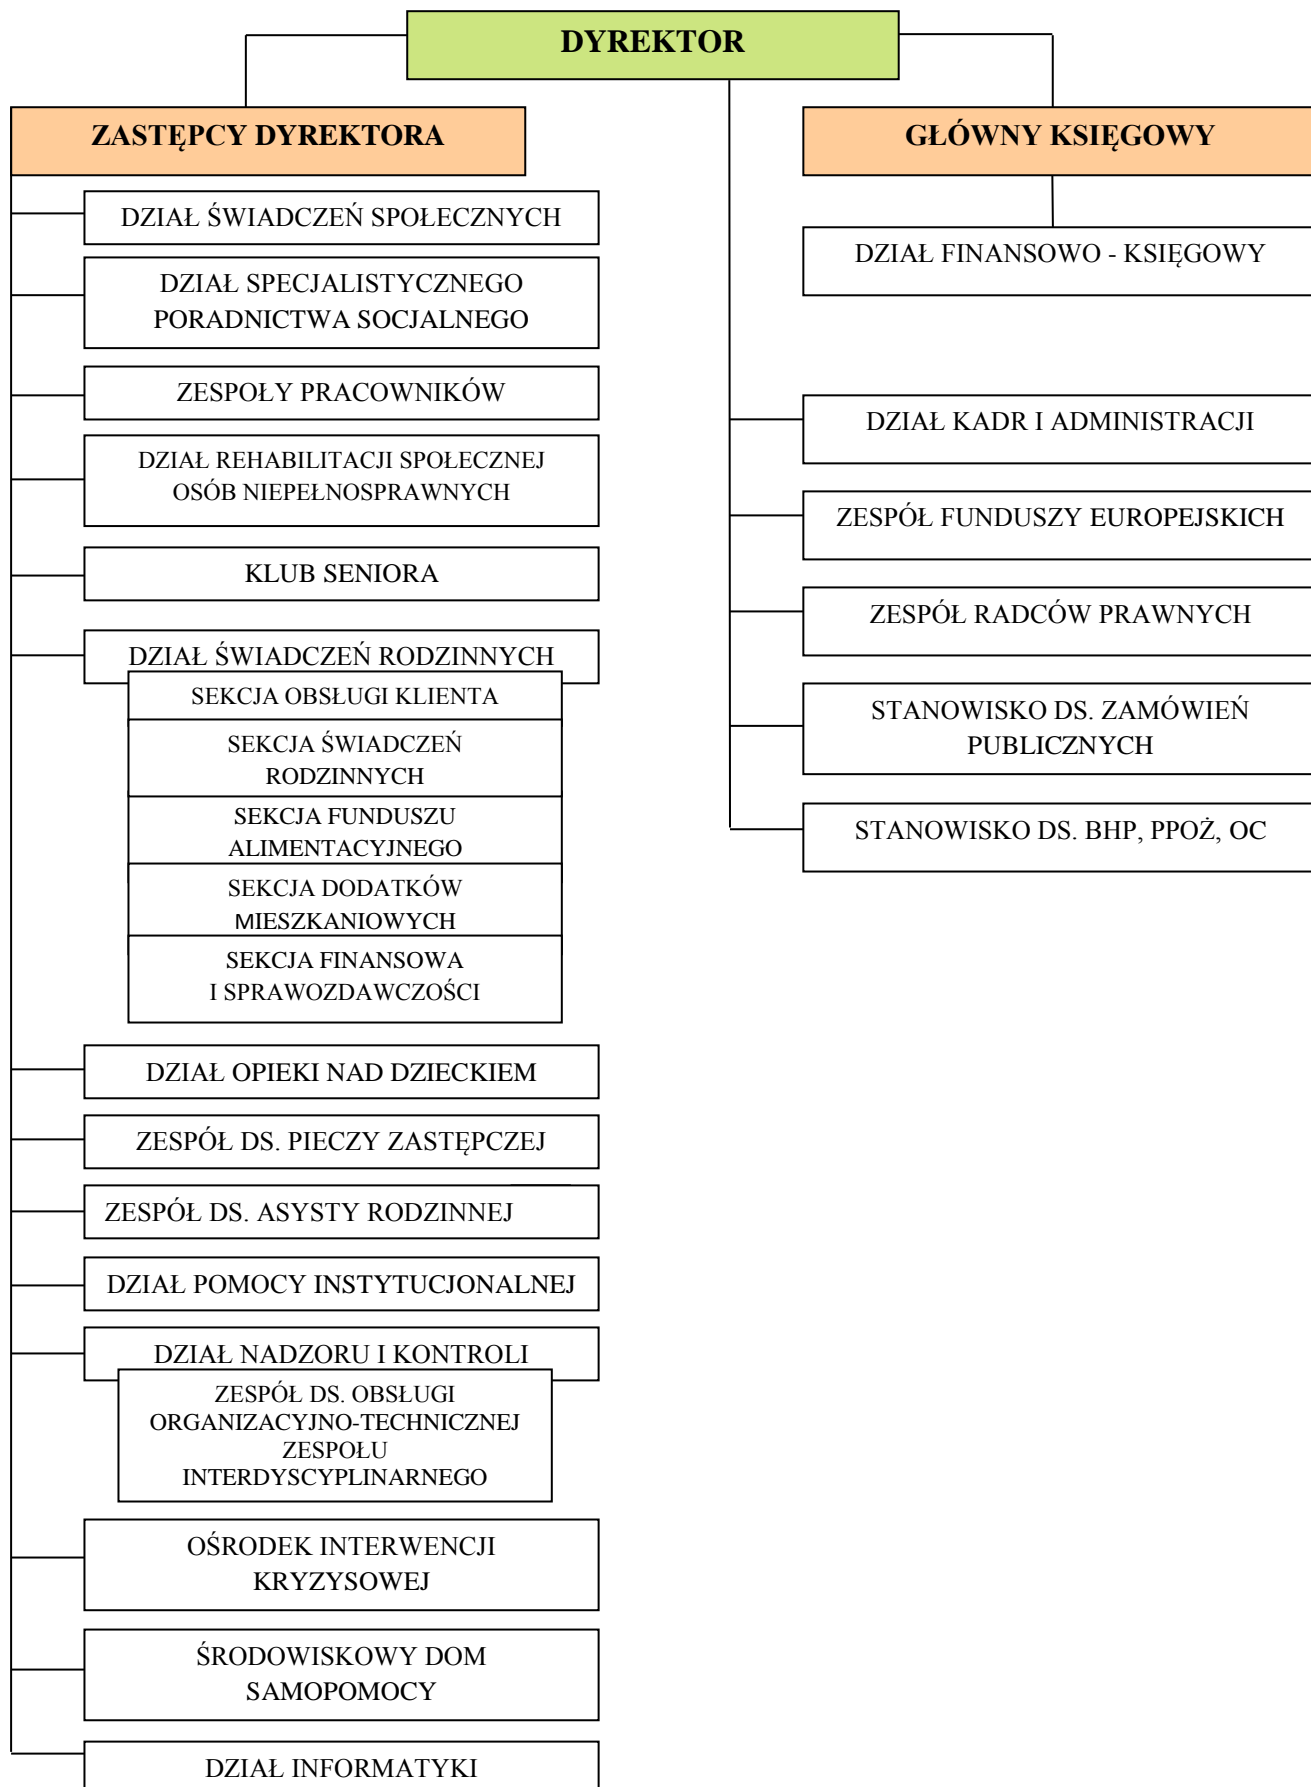 DYREKTOR
ZASTĘPCY DYREKTORA
DZIAŁ ŚWIADCZEŃ SPOŁECZNYCH
DZIAŁ SPECJALISTYCZNEGO
PORADNICTWA SOCJALNEGO
ZESPOŁY PRACOWNIKÓW
DZIAŁ REHABILITACJI SPOŁECZNEJ
OSÓB NIEPEŁNOSPRAWNYCH
KLUB SENIORA
DZIAŁ ŚWIADCZEŃ RODZINNYCH
SEKCJA OBSŁUGI KLIENTA
SEKCJA ŚWIADCZEŃ
RODZINNYCH
SEKCJA FUNDUSZU
ALIMENTACYJNEGO
SEKCJA DODATKÓW
MIESZKANIOWYCH
SEKCJA FINANSOWA
I SPRAWOZDAWCZOŚCI
DZIAŁ OPIEKI NAD DZIECKIEM
ZESPÓŁ DS. PIECZY ZASTĘPCZEJ
ZESPÓŁ DS. ASYSTY RODZINNEJ
DZIAŁ POMOCY INSTYTUCJONALNEJ
DZIAŁ NADZORU I KONTROLI
ZESPÓŁ DS. OBSŁUGI
ORGANIZACYJNO-TECHNICZNEJ
ZESPOŁU
INTERDYSCYPLINARNEGO
OŚRODEK INTERWENCJI
KRYZYSOWEJ
ŚRODOWISKOWY DOM
SAMOPOMOCY
DZIAŁ INFORMATYKI
GŁÓWNY KSIĘGOWY
DZIAŁ FINANSOWO - KSIĘGOWY
DZIAŁ KADR I ADMINISTRACJI
ZESPÓŁ FUNDUSZY EUROPEJSKICH
ZESPÓŁ RADCÓW PRAWNYCH
STANOWISKO DS. ZAMÓWIEŃ
PUBLICZNYCH
STANOWISKO DS. BHP, PPOŻ, OC